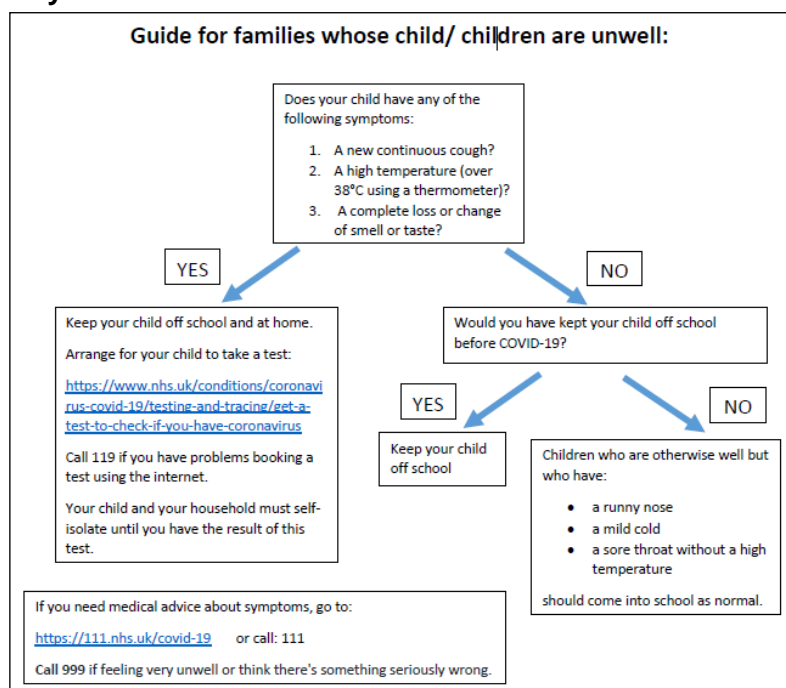 Guide for families whose child/ children are unwell:
Does your child have any of the
following symptoms:
1. A new continuous cough?
2. A high temperature (over
38°C using a thermometer)?
3. A complete loss or change
of smell or taste?
YES
NO
Keep your child off school and at home.
Arrange for your child to take a test:
https://www.nhs.uk/conditions/coronavi
rus-covid-19/testing-and-tracing/get-a-
test-to-check-if-you-have-coronavirus
Call 119 if you have problems booking a
test using the internet.
Your child and your household must self-
isolate until you have the result of this
test.
Would you have kept your child off school
before COVID-19?
YES
NO
Keep your child
off school
Children who are otherwise well but
who have:
• a runny nose
• a mild cold
• a sore throat without a high
temperature
should come into school as normal.
If you need medical advice about symptoms, go to:
https://111.nhs.uk/covid-19 or call: 111
Call 999 if feeling very unwell or think there's something seriously wrong.